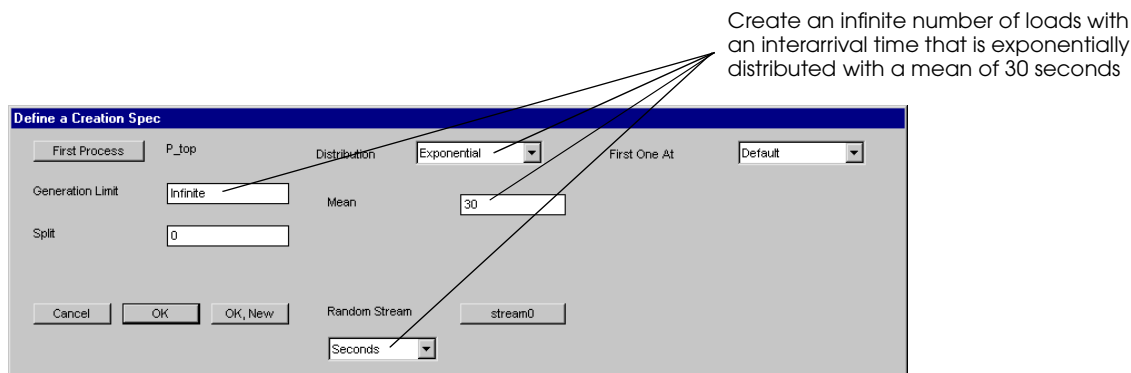 Create an infinite number of loads with
an interarrival time that is exponentially
distributed with a mean of 30 seconds
Define a Creation Spec
First Process P_top Distribution Exponential First One At Default
Generation Limit Infinite Mean 30
Split 0
Cancel OK OK, New Random Stream stream0
Seconds